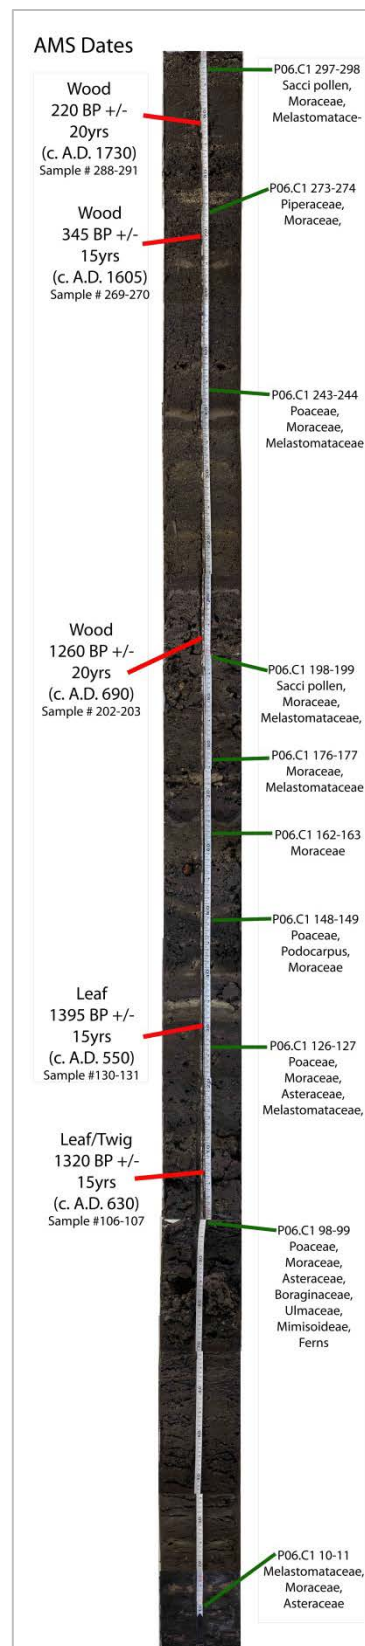 AMS Dates
Wood
220 BP +/-
20yrs
(c. A.D. 1730)
Sample # 288-291
Wood
345 BP +/-
15yrs
(c. A.D. 1605)
Sample # 269-270
Wood
1260 BP +/-
20yrs
(c. A.D. 690)
Sample # 202-203
Leaf
1395 BP +/-
15yrs
(c. A.D. 550)
Sample #130-131
Leaf/Twig
1320 BP +/-
15yrs
(c. A.D. 630)
Sample #106-107
P06.C1 297-298
Sacci pollen,
Moraceae,
Melastomatace-
P06.C1 273-274
Piperaceae,
Moraceae,
P06.C1 243-244
Poaceae,
Moraceae,
Melastomataceae
P06.C1 198-199
Sacci pollen,
Moraceae,
Melastomataceae,
P06.C1 176-177
Moraceae,
Melastomataceae
P06.C1 162-163
Moraceae
P06.C1 148-149
Poaceae,
Podocarpus,
Moraceae
P06.C1 126-127
Poaceae,
Moraceae,
Asteraceae,
Melastomataceae,
P06.C1 98-99
Poaceae,
Moraceae,
Asteraceae,
Boraginaceae,
Ulmaceae,
Mimisoideae,
Ferns
P06.C1 10-11
Melastomataceae,
Moraceae,
Asteraceae